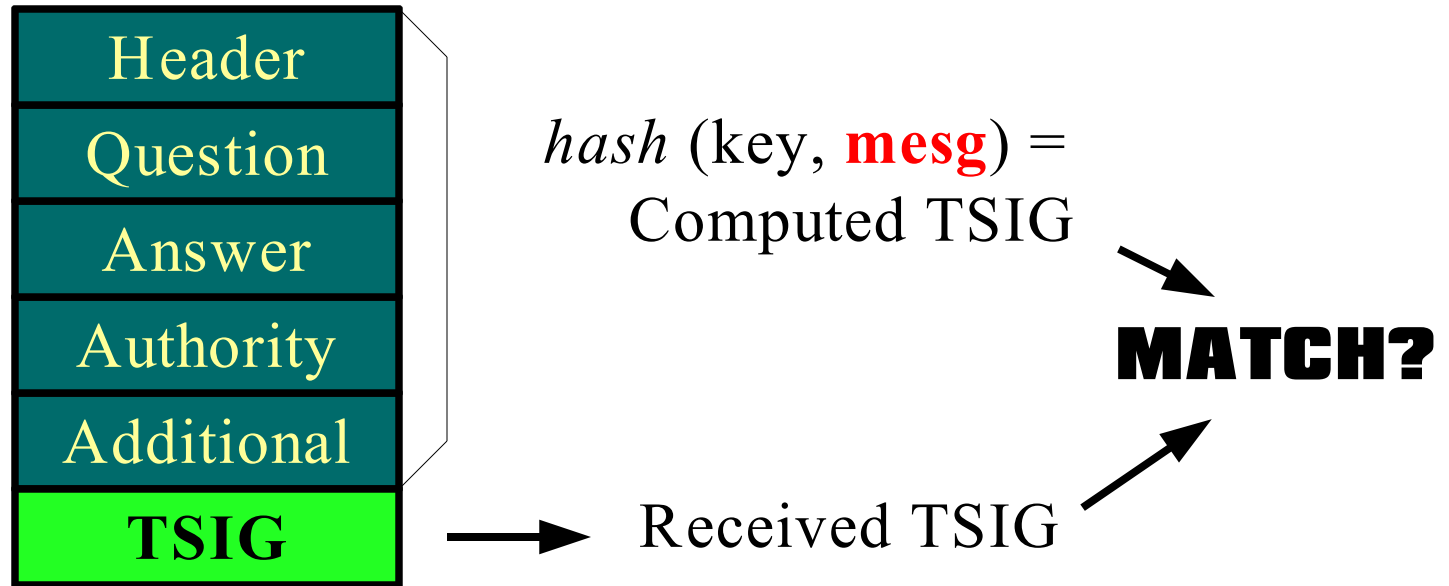 Header
Question
Answer
Authority
Additional
TSIG
hash (key, mesg) =
Computed TSIG
Received TSIG
MATCH?